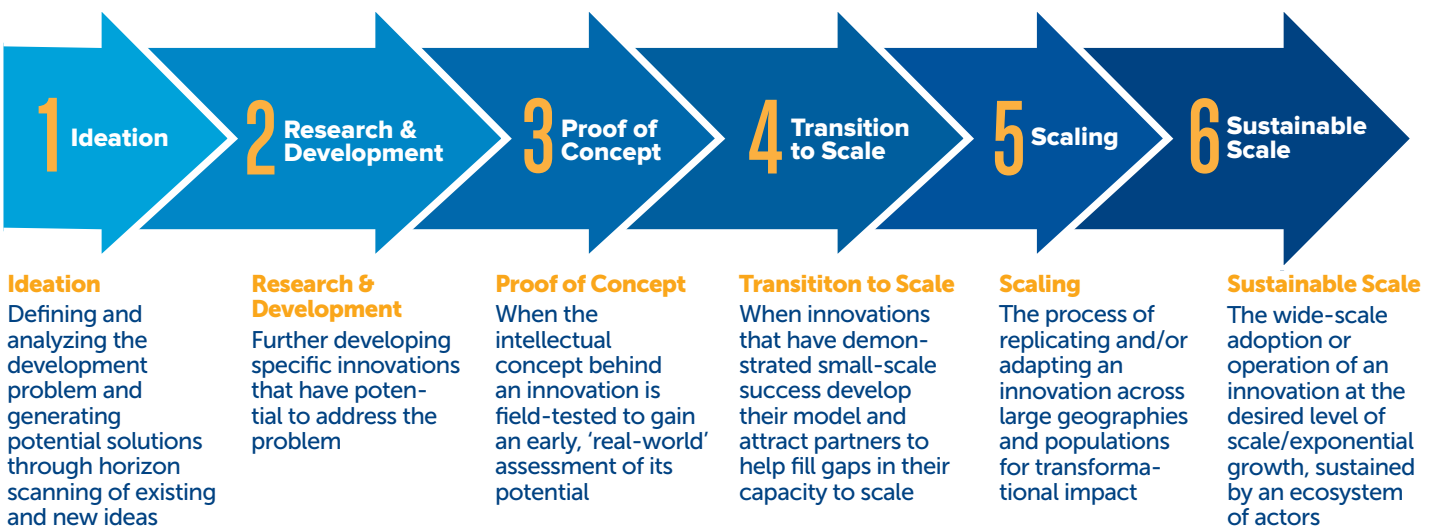 1 Ideation
2 Research &
Development
3 Proof of
Concept
4 Transition
to Scale
5 Scaling
6 Sustainable
Scale
Ideation
Defining and
analyzing the
development
problem and
generating
potential solutions
through horizon
scanning of existing
and new ideas
Research &
Development
Further developing
specific innovations
that have poten-
tial to address the
problem
Proof of Concept
When the
intellectual
concept behind
an innovation is
field-tested to gain
an early, ‘real-world’
assessment of its
potential
Transititon to Scale
When innovations
that have demon-
strated small-scale
success develop
their model and
attract partners to
help fill gaps in their
capacity to scale
Scaling
The process of
replicating and/or
adapting an
innovation across
large geographies
and populations
for transforma-
tional impact
Sustainable Scale
The wide-scale
adoption or
operation of an
innovation at the
desired level of
scale/exponential
growth, sustained
by an ecosystem
of actors